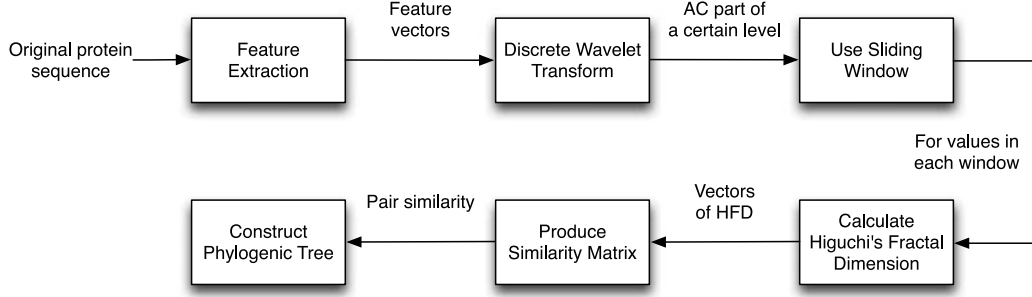 Original protein
sequence
Feature
Extraction
Feature
vectors
Discrete Wavelet
Transform
AC part of
a certain level
Use Sliding
Window
For values in
each window
Calculate
Higuchi's Fractal
Dimension
Vectors
of HFD
Produce
Similarity Matrix
Pair similarity
Construct
Phylogenic Tree